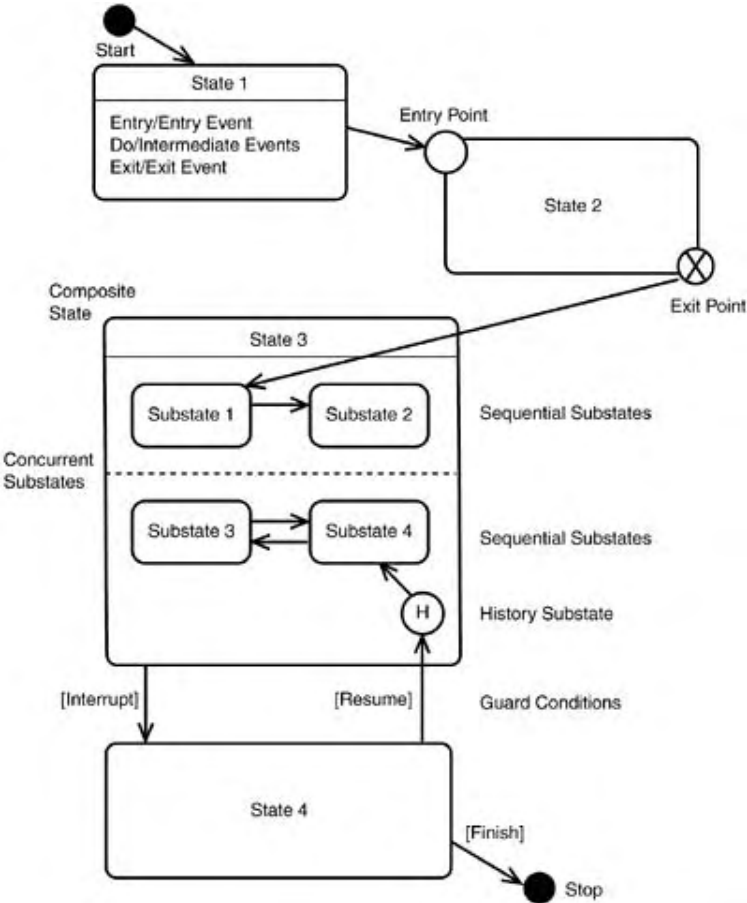 Start
State 1
Entry/Entry Event
Do/Intermediate Events
Exit/Exit Event
Entry Point
State 2
Exit Point
Composite
State
State 3
Substate 1
Substate 2
Sequential Substates
Concurrent
Substates
Substate 3
Substate 4
Sequential Substates
H
History Substate
[Interrupt]
[Resume]
Guard Conditions
State 4
[Finish]
Stop